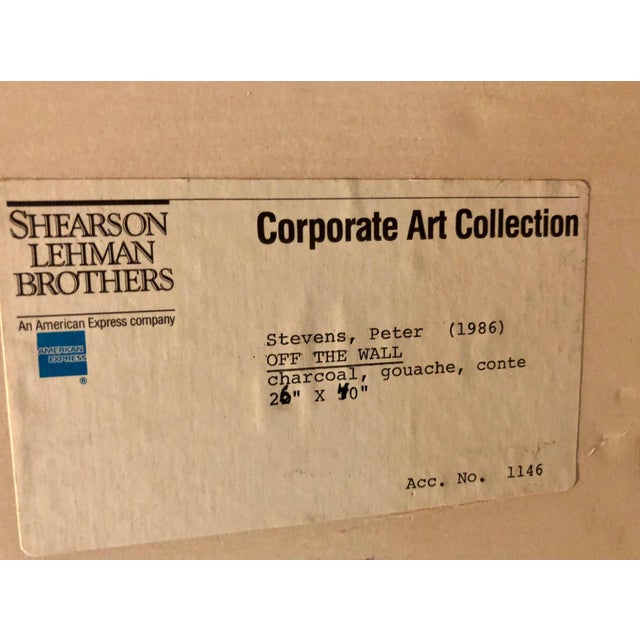 SHEARSON
LEHMAN
BROTHERS
An American Express company
AMERICAN
EXPRESS
®
Corporate Art Collection
Stevens, Peter (1986)
OFF THE WALL
charcoal, gouache, conte
26" X 40"
Acc. No. 1146